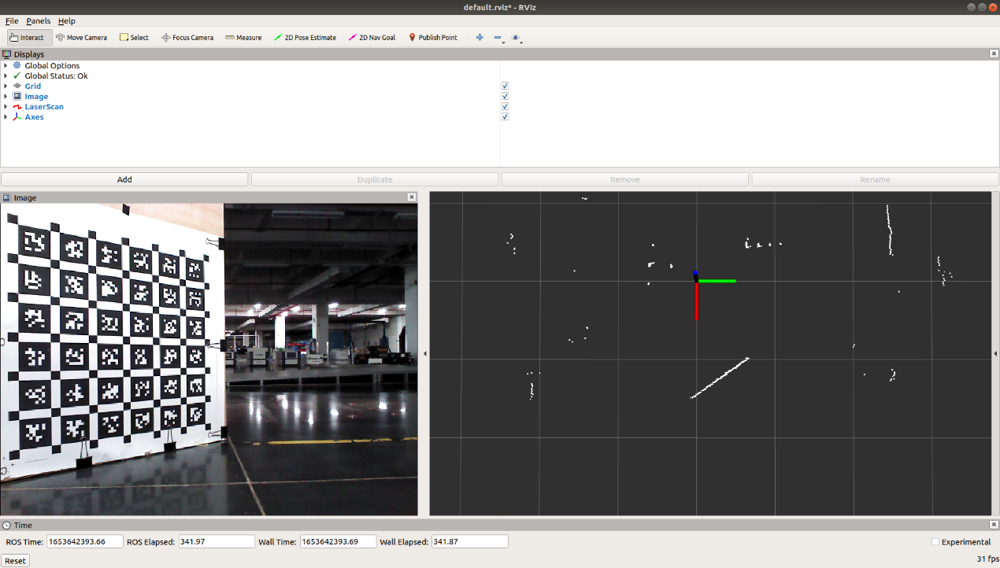 default.rviz* - RViz
File Panels Help
Interact Move Camera Select Focus Camera Measure 2D Pose Estimate 2D Nav Goal Publish Point
Displays
Global Options
Global Status: Ok
Grid
Image
LaserScan
Axes
Add Duplicate Remove Rename
Image
Time
ROS Time: 1653642393.66 ROS Elapsed: 341.97 Wall Time: 1653642393.69 Wall Elapsed: 341.87 Experimental
Reset 31 fps